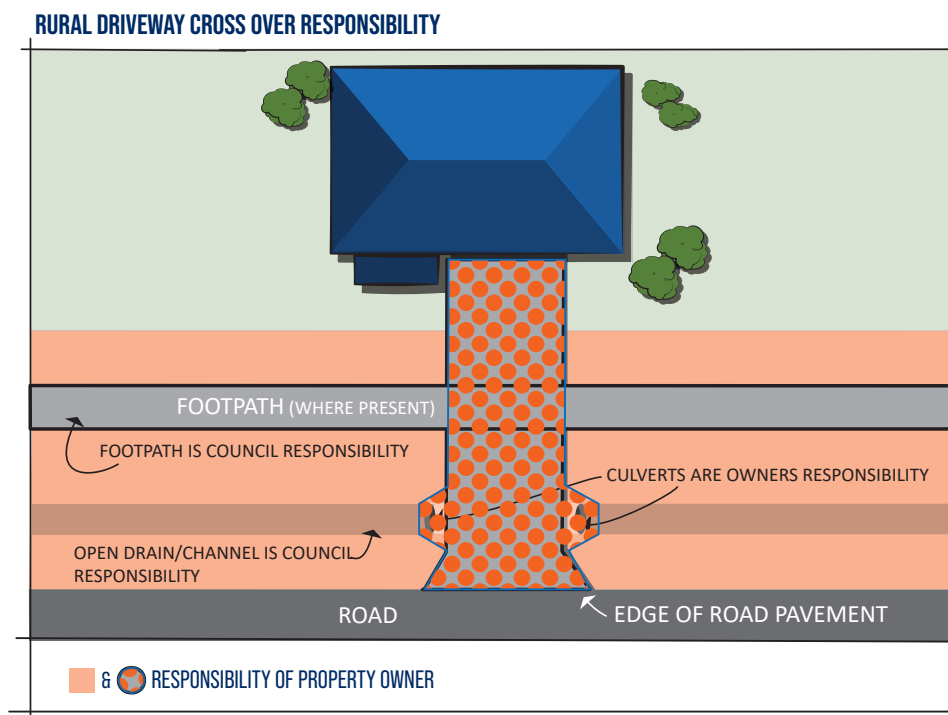 RURAL DRIVEWAY CROSS OVER RESPONSIBILITY
FOOTPATH (WHERE PRESENT)
FOOTPATH IS COUNCIL RESPONSIBILITY
CULVERTS ARE OWNERS RESPONSIBILITY
OPEN DRAIN/CHANNEL IS COUNCIL
RESPONSIBILITY
ROAD
EDGE OF ROAD PAVEMENT
& RESPONSIBILITY OF PROPERTY OWNER